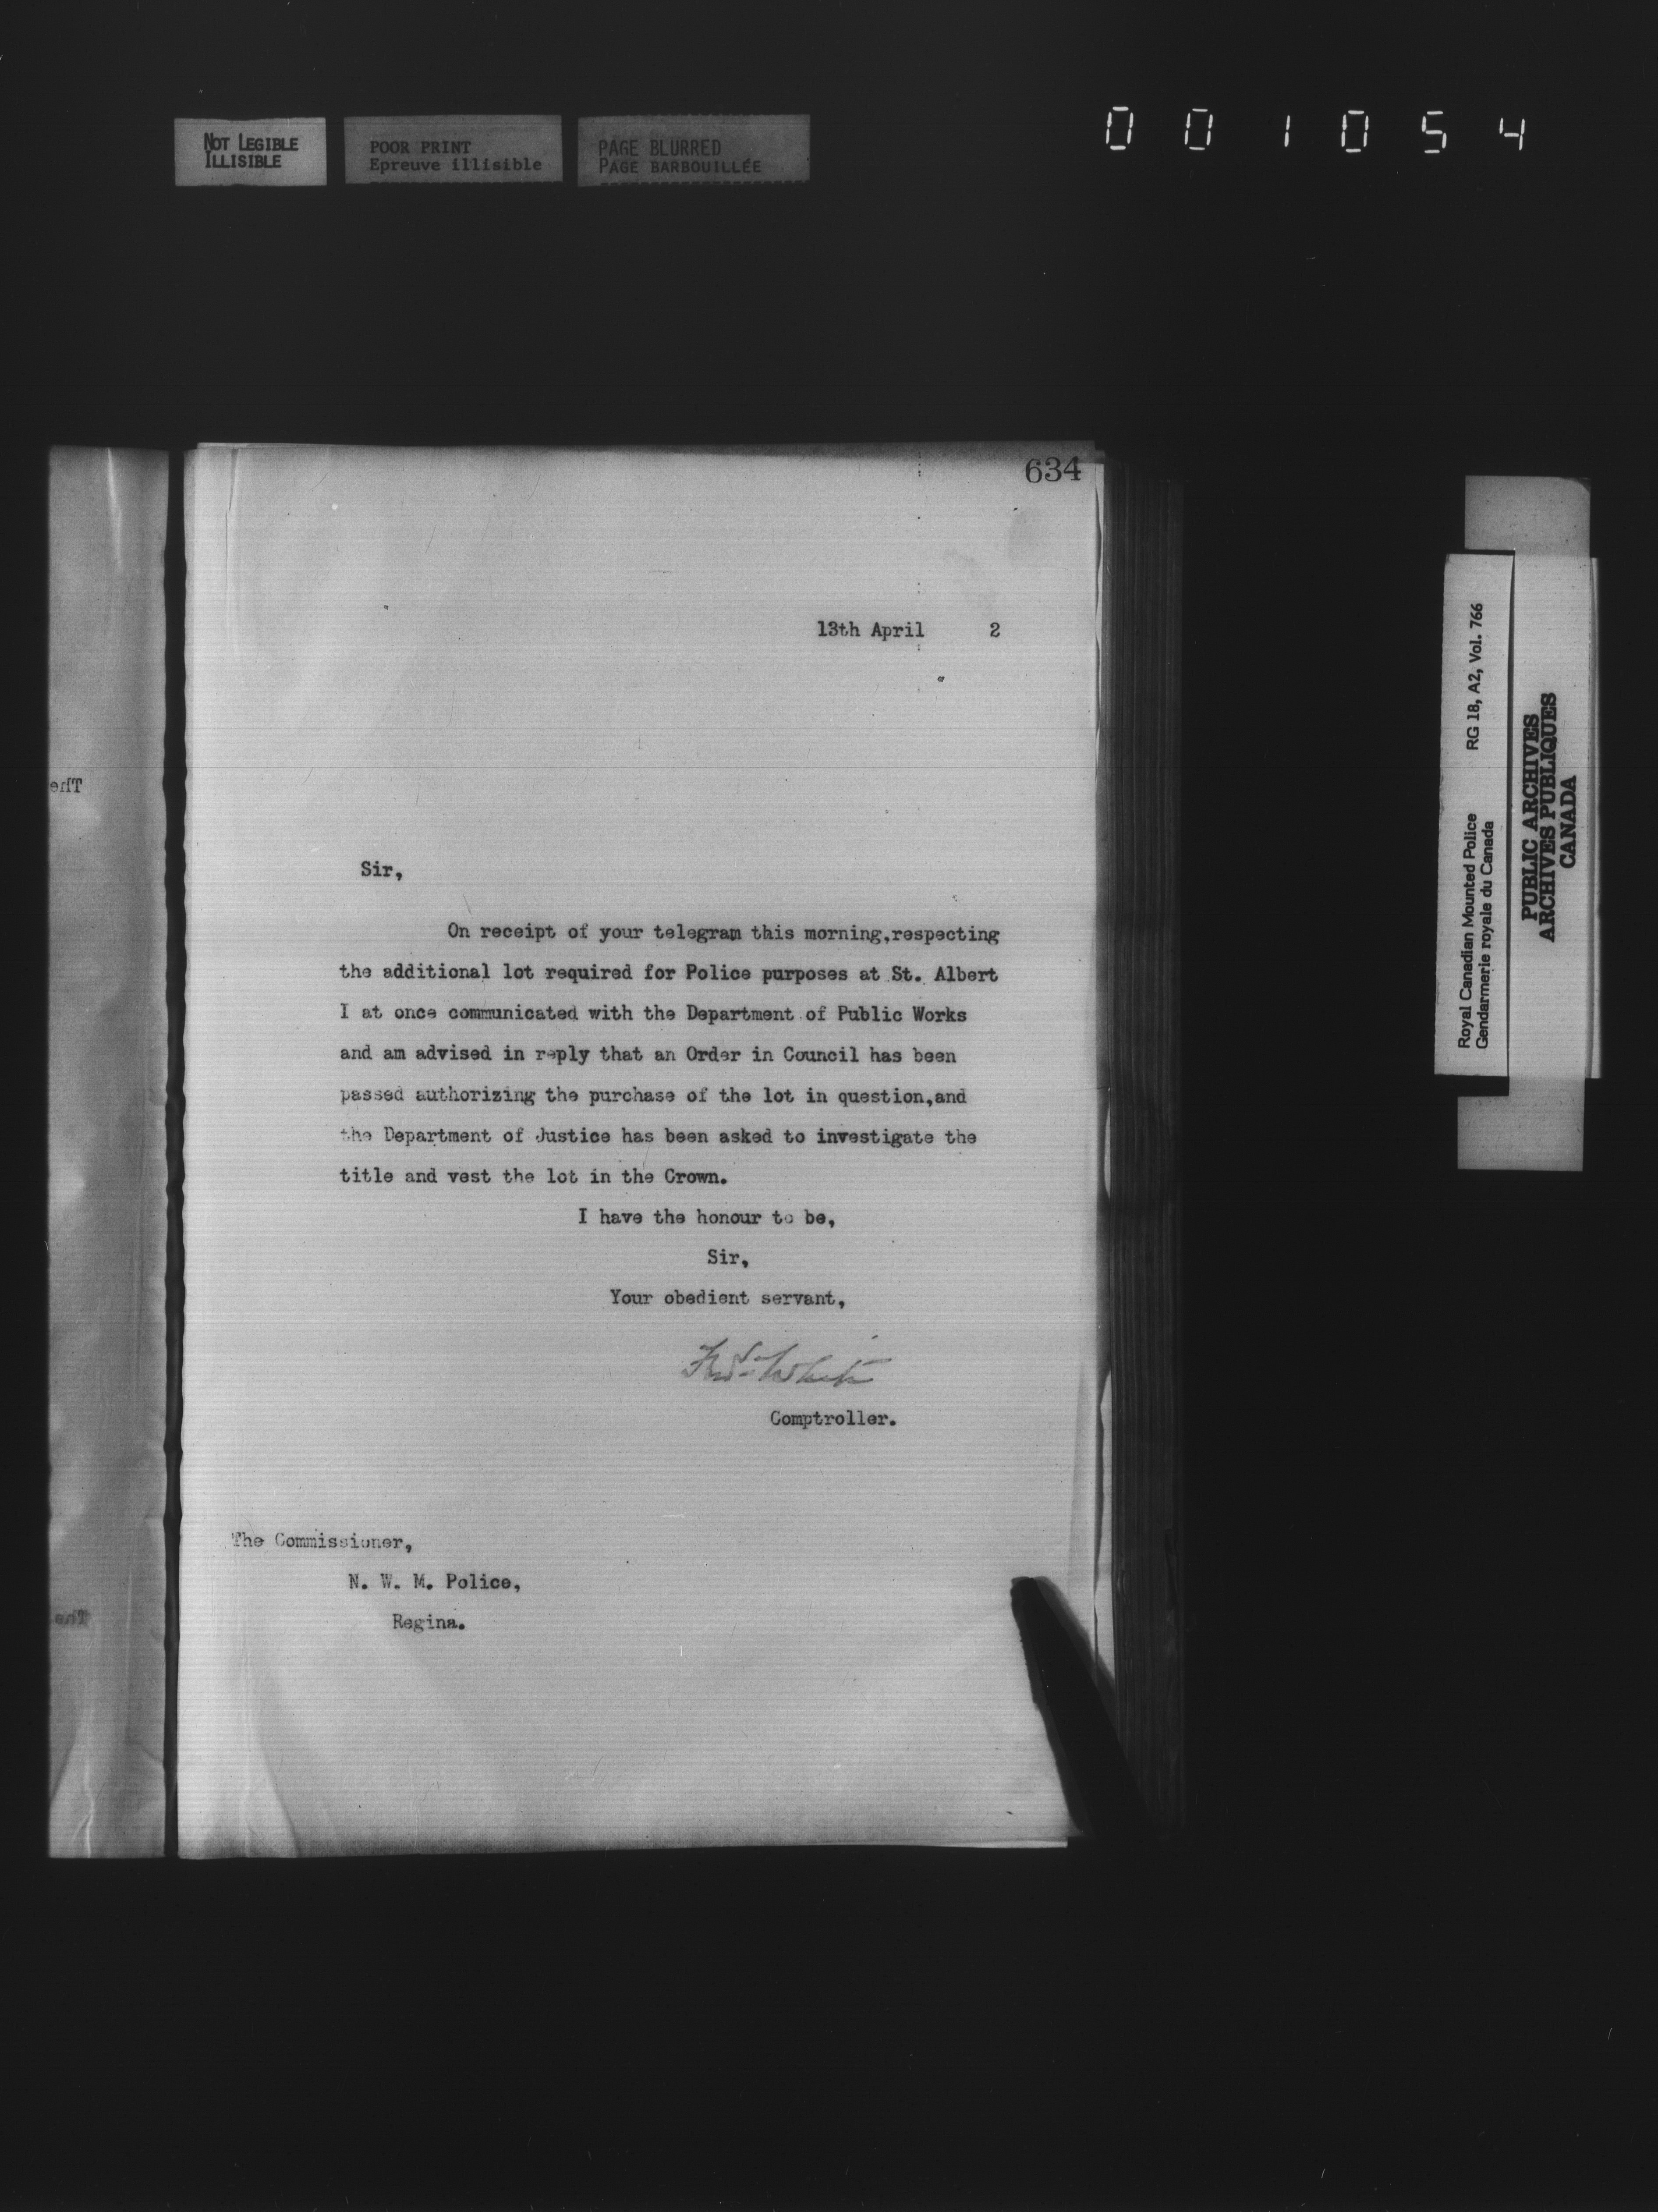 NOT LEGIBLE
ILLISIBLE
POOR PRINT
Epreuve illisible
PAGE BLURRED
PAGE BARBOUILLÉE
001054
634
13th April 2
Sir,
On receipt of your telegram this morning,respecting
the additional lot required for Police purposes at St. Albert
I at once communicated with the Department of Public Works
and am advised in reply that an Order in Council has been
passed authorizing the purchase of the lot in question,and
the Department of Justice has been asked to investigate the
title and vest the lot in the Crown.
I have the honour to be,
Sir,
Your obedient servant,
Fred White
Comptroller.
The Commissioner,
N. W. M. Police,
Regina.
Royal Canadian Mounted Police RG 18, A2, Vol. 766
Gendarmerie royale du Canada
PUBLIC ARCHIVES
ARCHIVES PUBLIQUES
CANADA
The
The